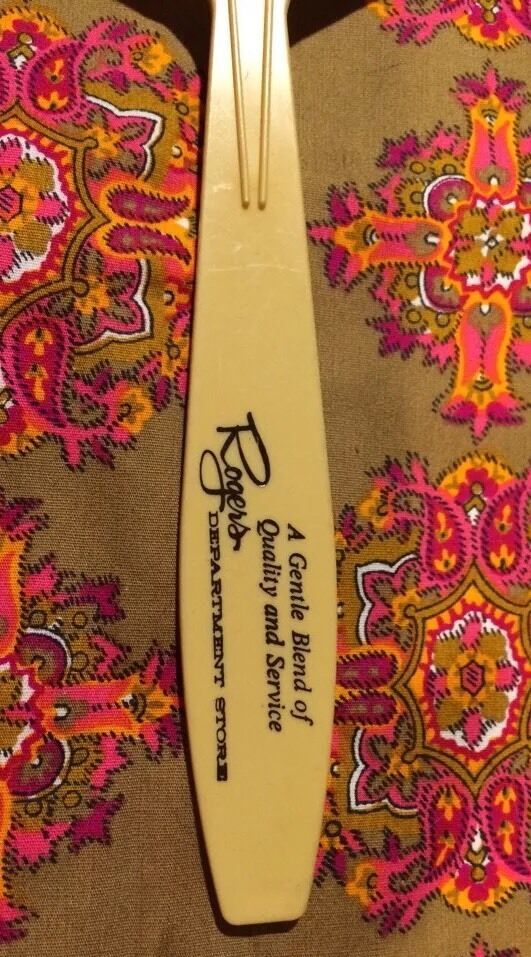 A Gentle Blend of
Quality and Service
Rogers
DEPARTMENT STORE